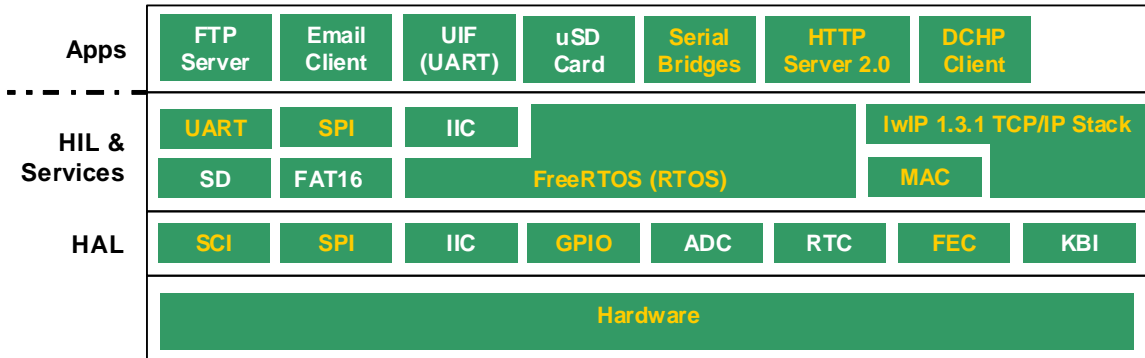 Apps
FTP
Server
Email
Client
UIF
(UART)
uSD
Card
Serial
Bridges
HTTP
Server 2.0
DCHP
Client
HIL &
Services
UART
SPI
IIC
lwIP 1.3.1 TCP/IP Stack
SD
FAT16
FreeRTOS (RTOS)
MAC
HAL
SCI
SPI
IIC
GPIO
ADC
RTC
FEC
KBI
Hardware